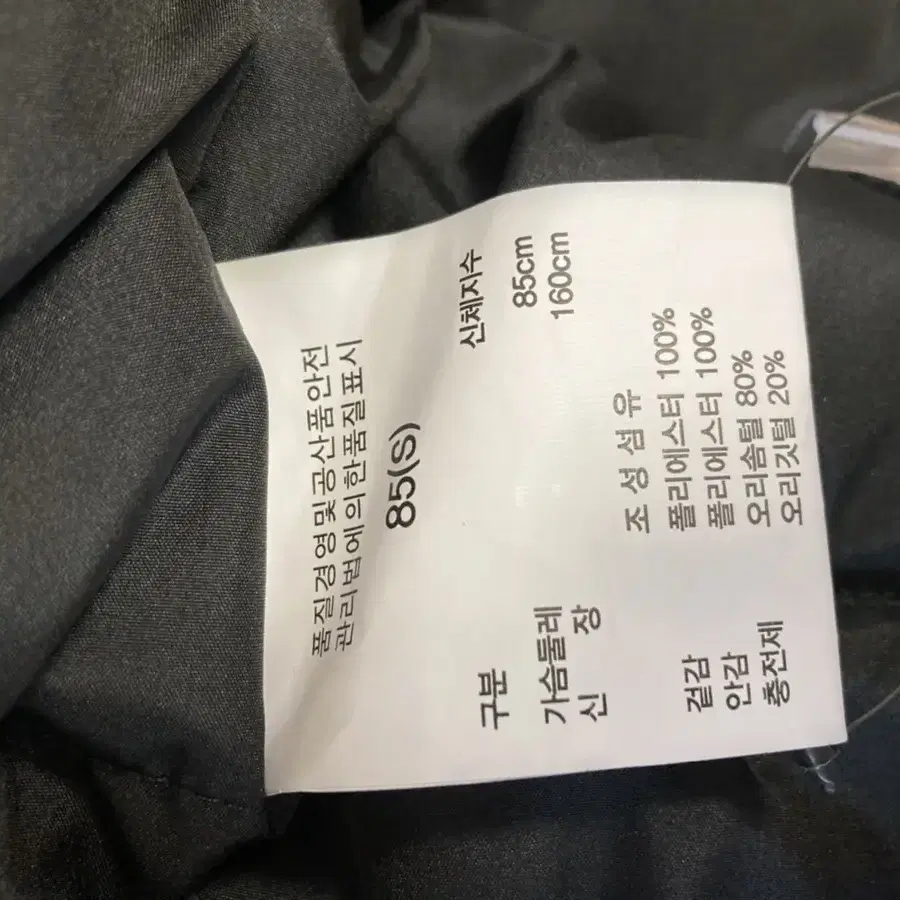 품질경영및공산품안전
관리법에의한품질표시
85(S)
구분 신체지수
가슴둘레 85cm
신 장 160cm
조 성 섬 유
겉감 폴리에스터 100%
안감 폴리에스터 100%
충전제 오리솜털 80%
오리깃털 20%